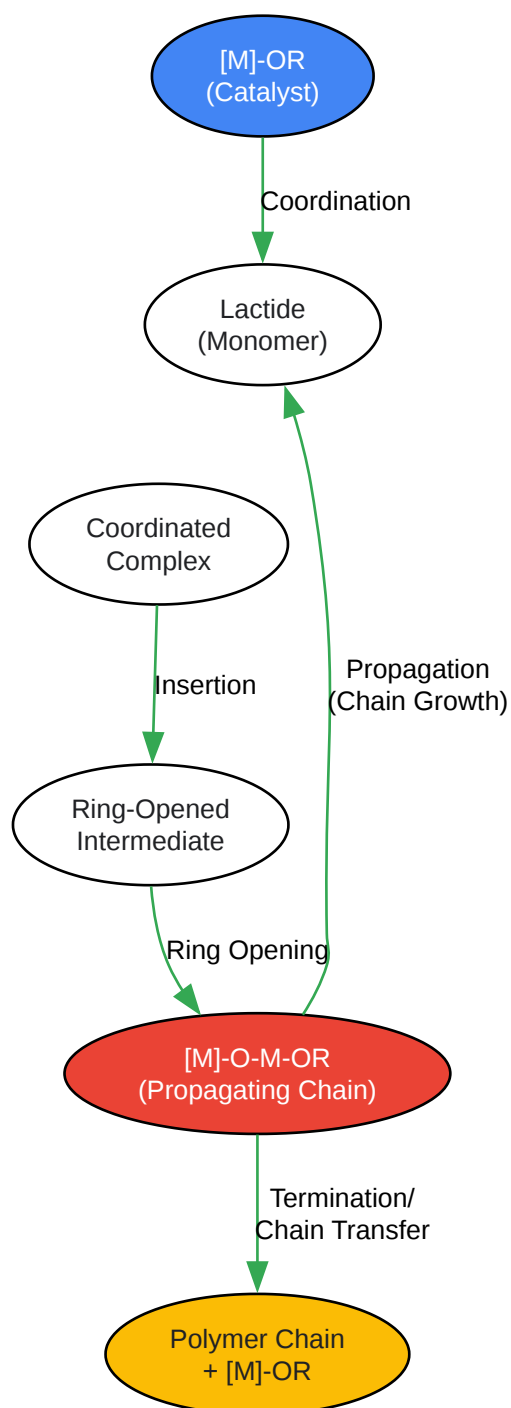 [M]-OR
(Catalyst)
Coordination
Lactide
(Monomer)
Coordinated
Complex
Propagation
(Chain Growth)
Insertion
Ring-Opened
Intermediate
Ring Opening
[M]-O-M-OR
(Propagating Chain)
Termination/
Chain Transfer
Polymer Chain
+ [M]-OR